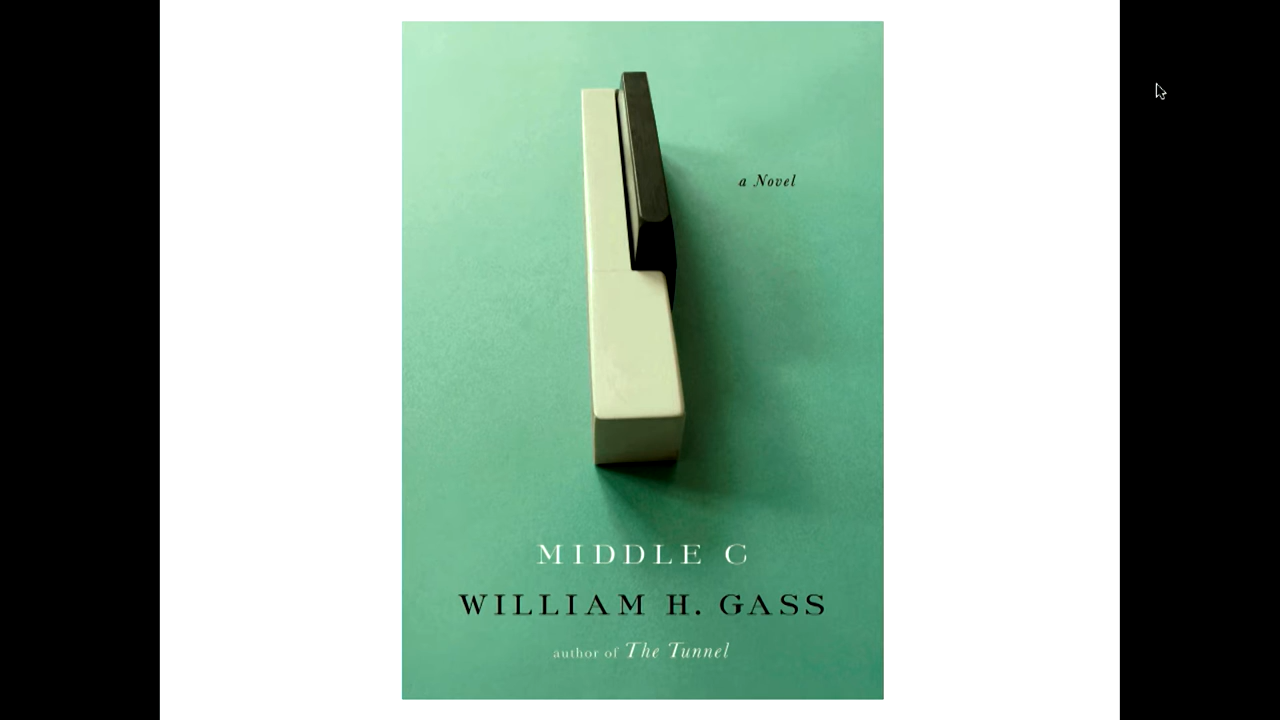 a Novel
MIDDLE C
WILLIAM H. GASS
author of The Tunnel